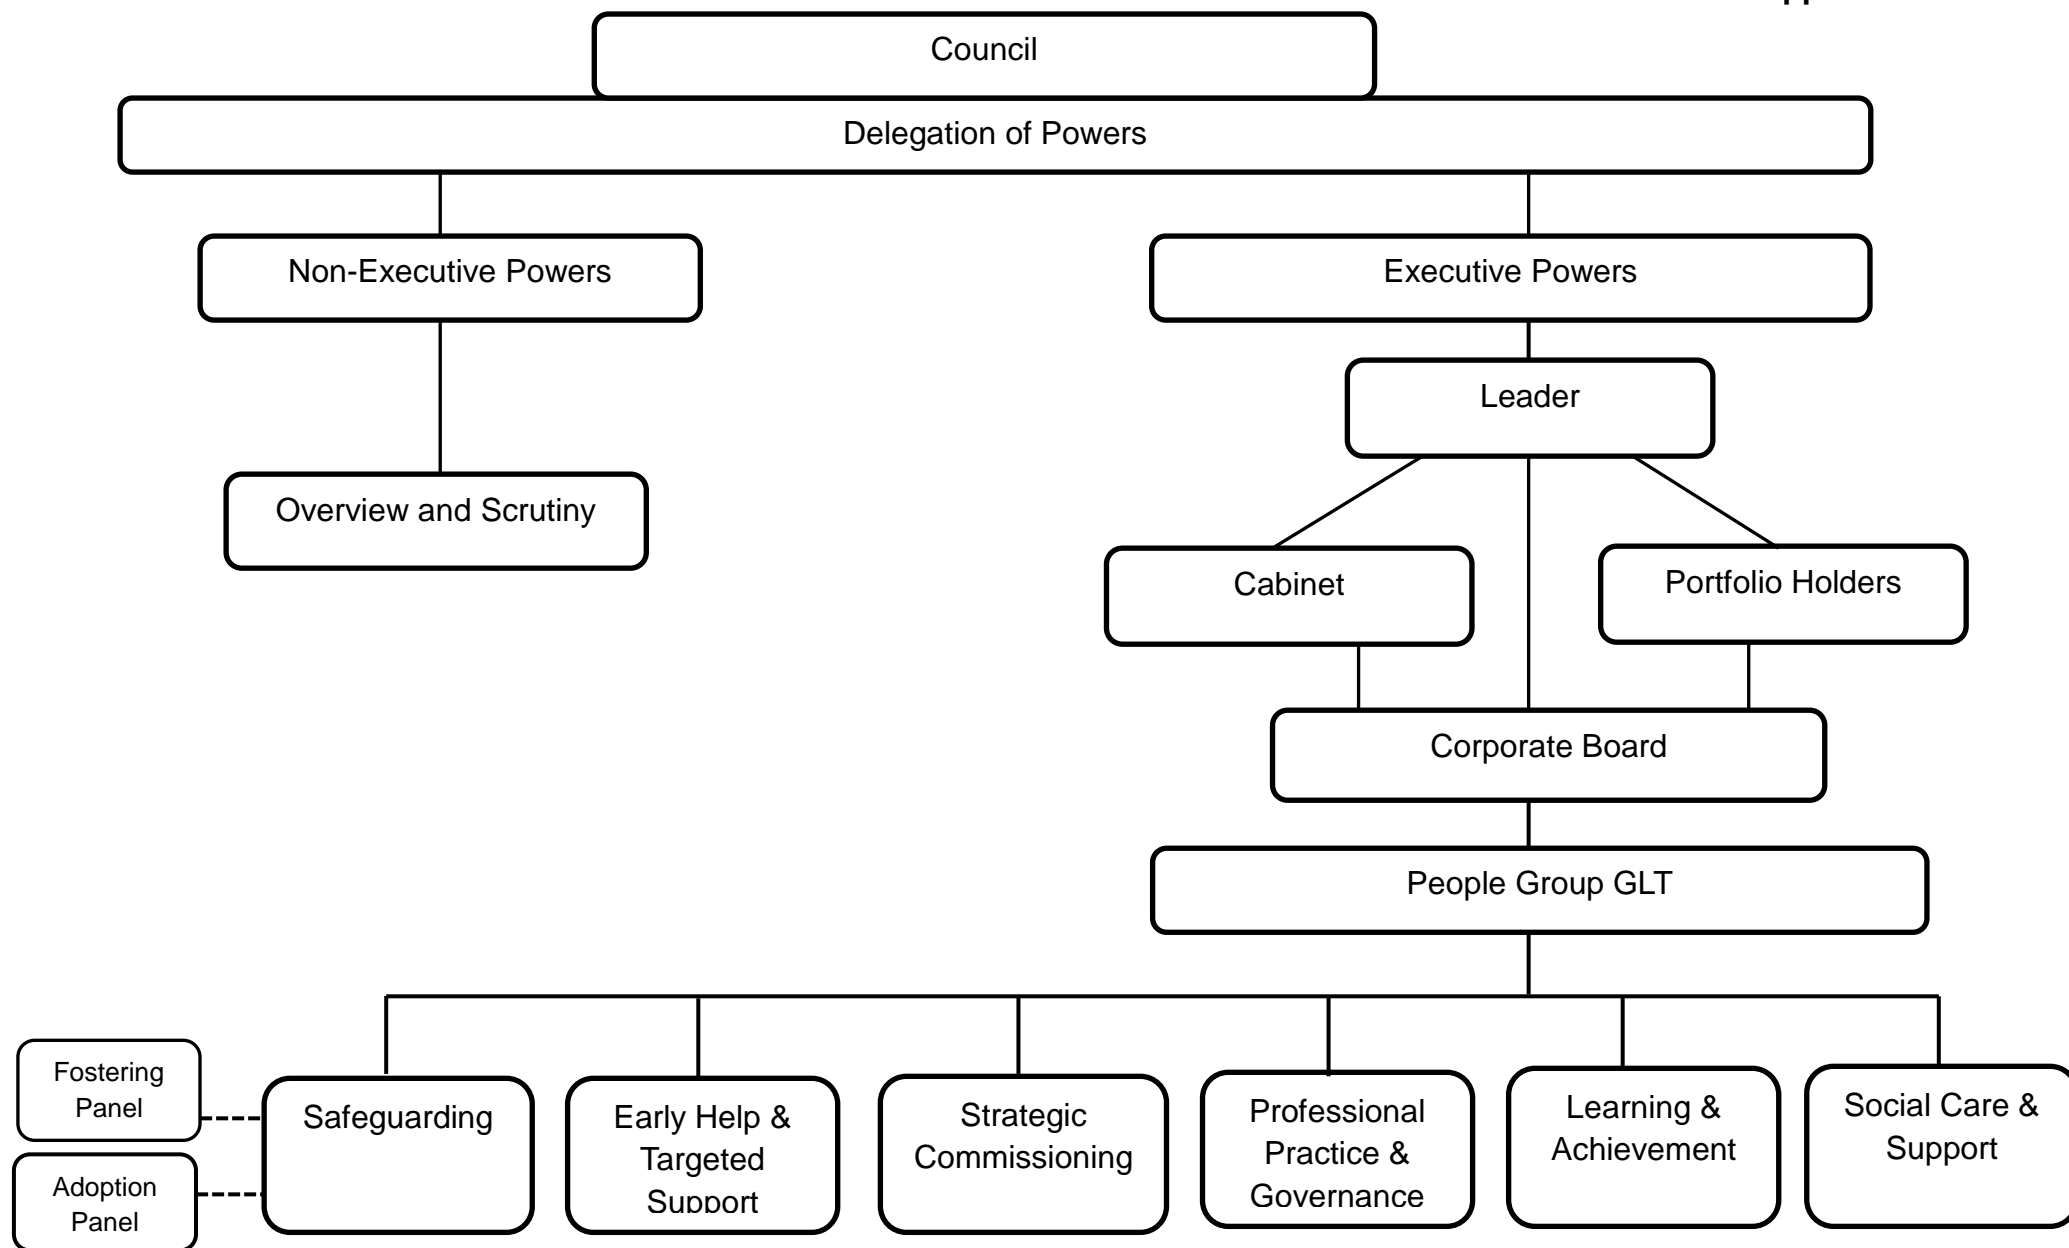 Council
Delegation of Powers
Non-Executive Powers
Executive Powers
Leader
Overview and Scrutiny
Cabinet
Portfolio Holders
Corporate Board
People Group GLT
Fostering
Panel
Adoption
Panel
Safeguarding
Early Help &
Targeted
Support
Strategic
Commissioning
Professional
Practice &
Governance
Learning &
Achievement
Social Care &
Support